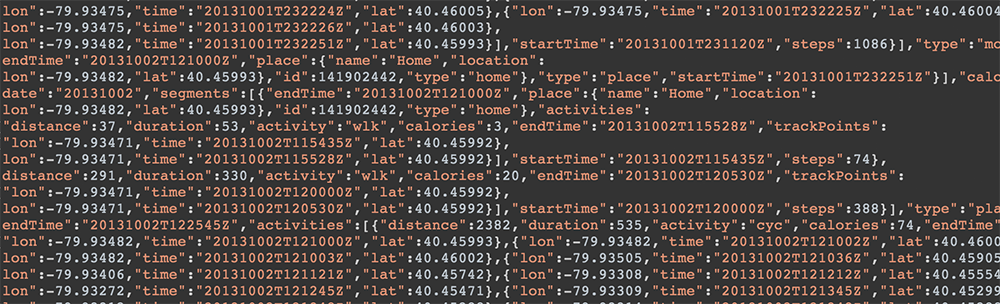 lon":-79.93475,"time":"20131001T232224Z","lat":40.46005},{"lon":-79.93475,"time":"20131001T232225Z","lat":40.46004
lon":-79.93475,"time":"20131001T232226Z","lat":40.46003},
lon":-79.93482,"time":"20131001T232251Z","lat":40.45993}],"startTime":"20131001T231120Z","steps":1086}],"type":"mo
endTime":"20131002T121000Z","place":{"name":"Home","location":
lon":-79.93482,"lat":40.45993},"id":141902442,"type":"home"},"type":"place","startTime":"20131001T232251Z"}],"calo
date":"20131002","segments":[{"endTime":"20131002T121000Z","place":{"name":"Home","location":
lon":-79.93482,"lat":40.45993},"id":141902442,"type":"home"},"activities":
"distance":37,"duration":53,"activity":"wlk","calories":3,"endTime":"20131002T115528Z","trackPoints":
"lon":-79.93471,"time":"20131002T115435Z","lat":40.45992},
lon":-79.93471,"time":"20131002T115528Z","lat":40.45992}],"startTime":"20131002T115435Z","steps":74},
distance":291,"duration":330,"activity":"wlk","calories":20,"endTime":"20131002T120530Z","trackPoints":
"lon":-79.93471,"time":"20131002T120000Z","lat":40.45992},
lon":-79.93471,"time":"20131002T120530Z","lat":40.45992}],"startTime":"20131002T120000Z","steps":388}],"type":"pla
endTime":"20131002T122545Z","activities":[{"distance":2382,"duration":535,"activity":"cyc","calories":74,"endTime"
"lon":-79.93482,"time":"20131002T121000Z","lat":40.45993},{"lon":-79.93482,"time":"20131002T121002Z","lat":40.4600
lon":-79.93482,"time":"20131002T121003Z","lat":40.46002},{"lon":-79.93505,"time":"20131002T121036Z","lat":40.45905
lon":-79.93406,"time":"20131002T121121Z","lat":40.45742},{"lon":-79.93308,"time":"20131002T121212Z","lat":40.45554
lon":-79.93272,"time":"20131002T121245Z","lat":40.45471},{"lon":-79.93309,"time":"20131002T121345Z","lat":40.45299